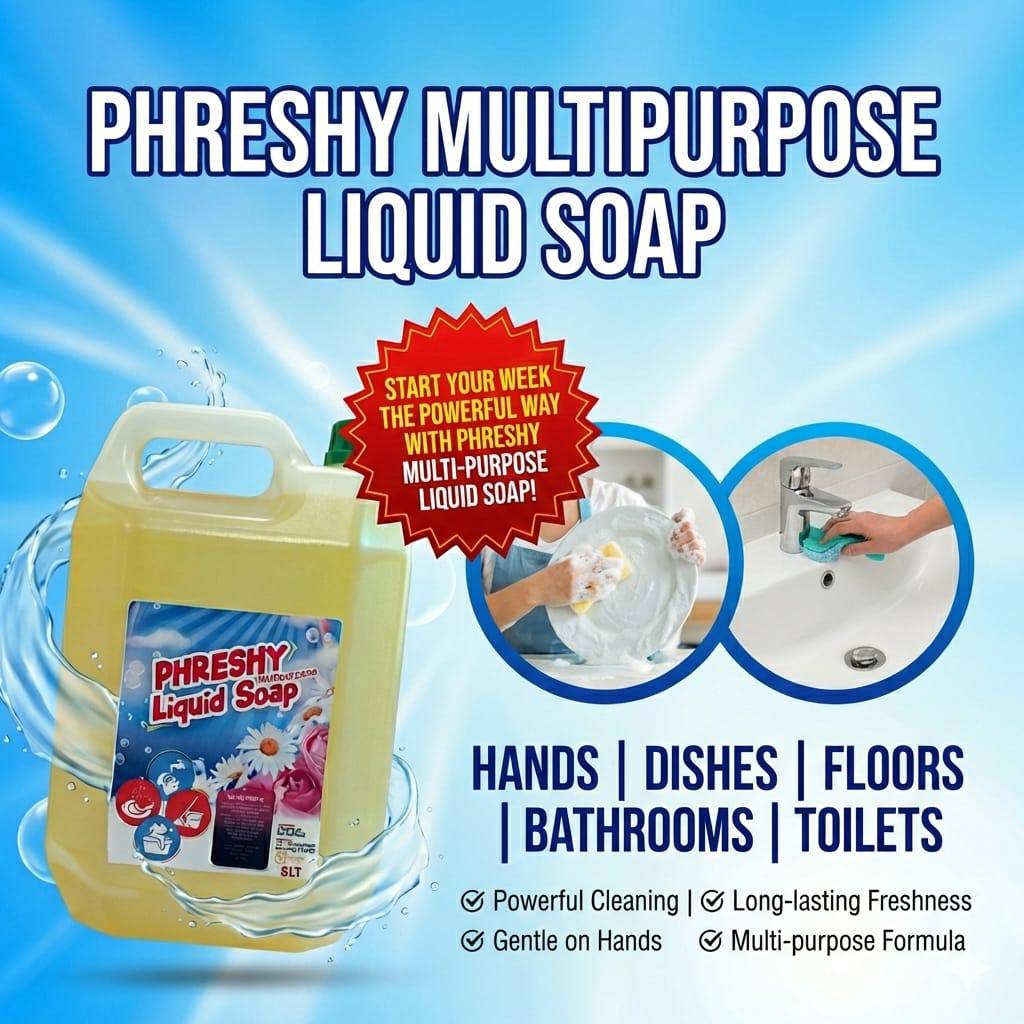 PHRESHY MULTIPURPOSE
LIQUID SOAP
START YOUR WEEK
THE POWERFUL WAY
WITH PHRESHY
MULTI-PURPOSE
LIQUID SOAP!
PHRESHY
Liquid Soap
5LT
HANDS | DISHES | FLOORS
| BATHROOMS | TOILETS
Powerful Cleaning | Long-lasting Freshness
Gentle on Hands Multi-purpose Formula